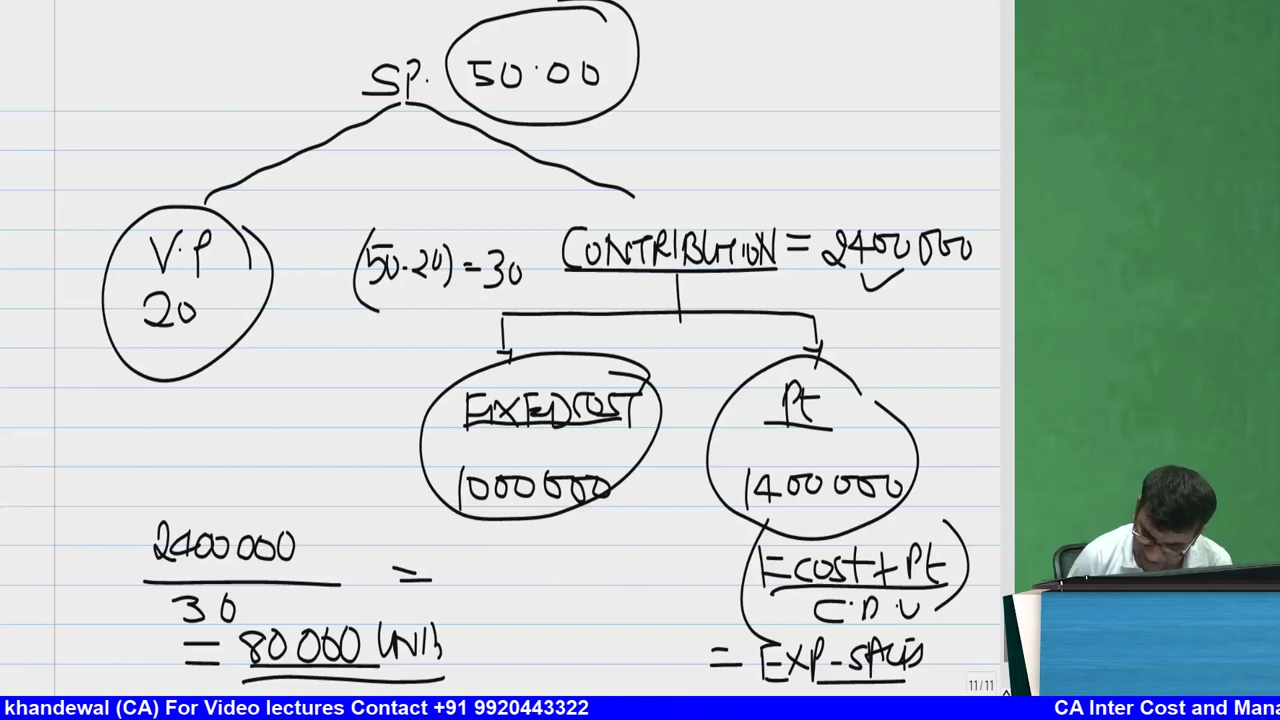 SP. 50.00
V.P
20
(50-20) = 30
CONTRIBUTION = 2400000
FIXED COST
1000000
Pt
1400000
2400000
30
=
= 80000 UNITS
F cost + Pt
C.P.U
= EXP-SALES
11/11
khandewal (CA) For Video lectures Contact +91 9920443322
CA Inter Cost and Mana